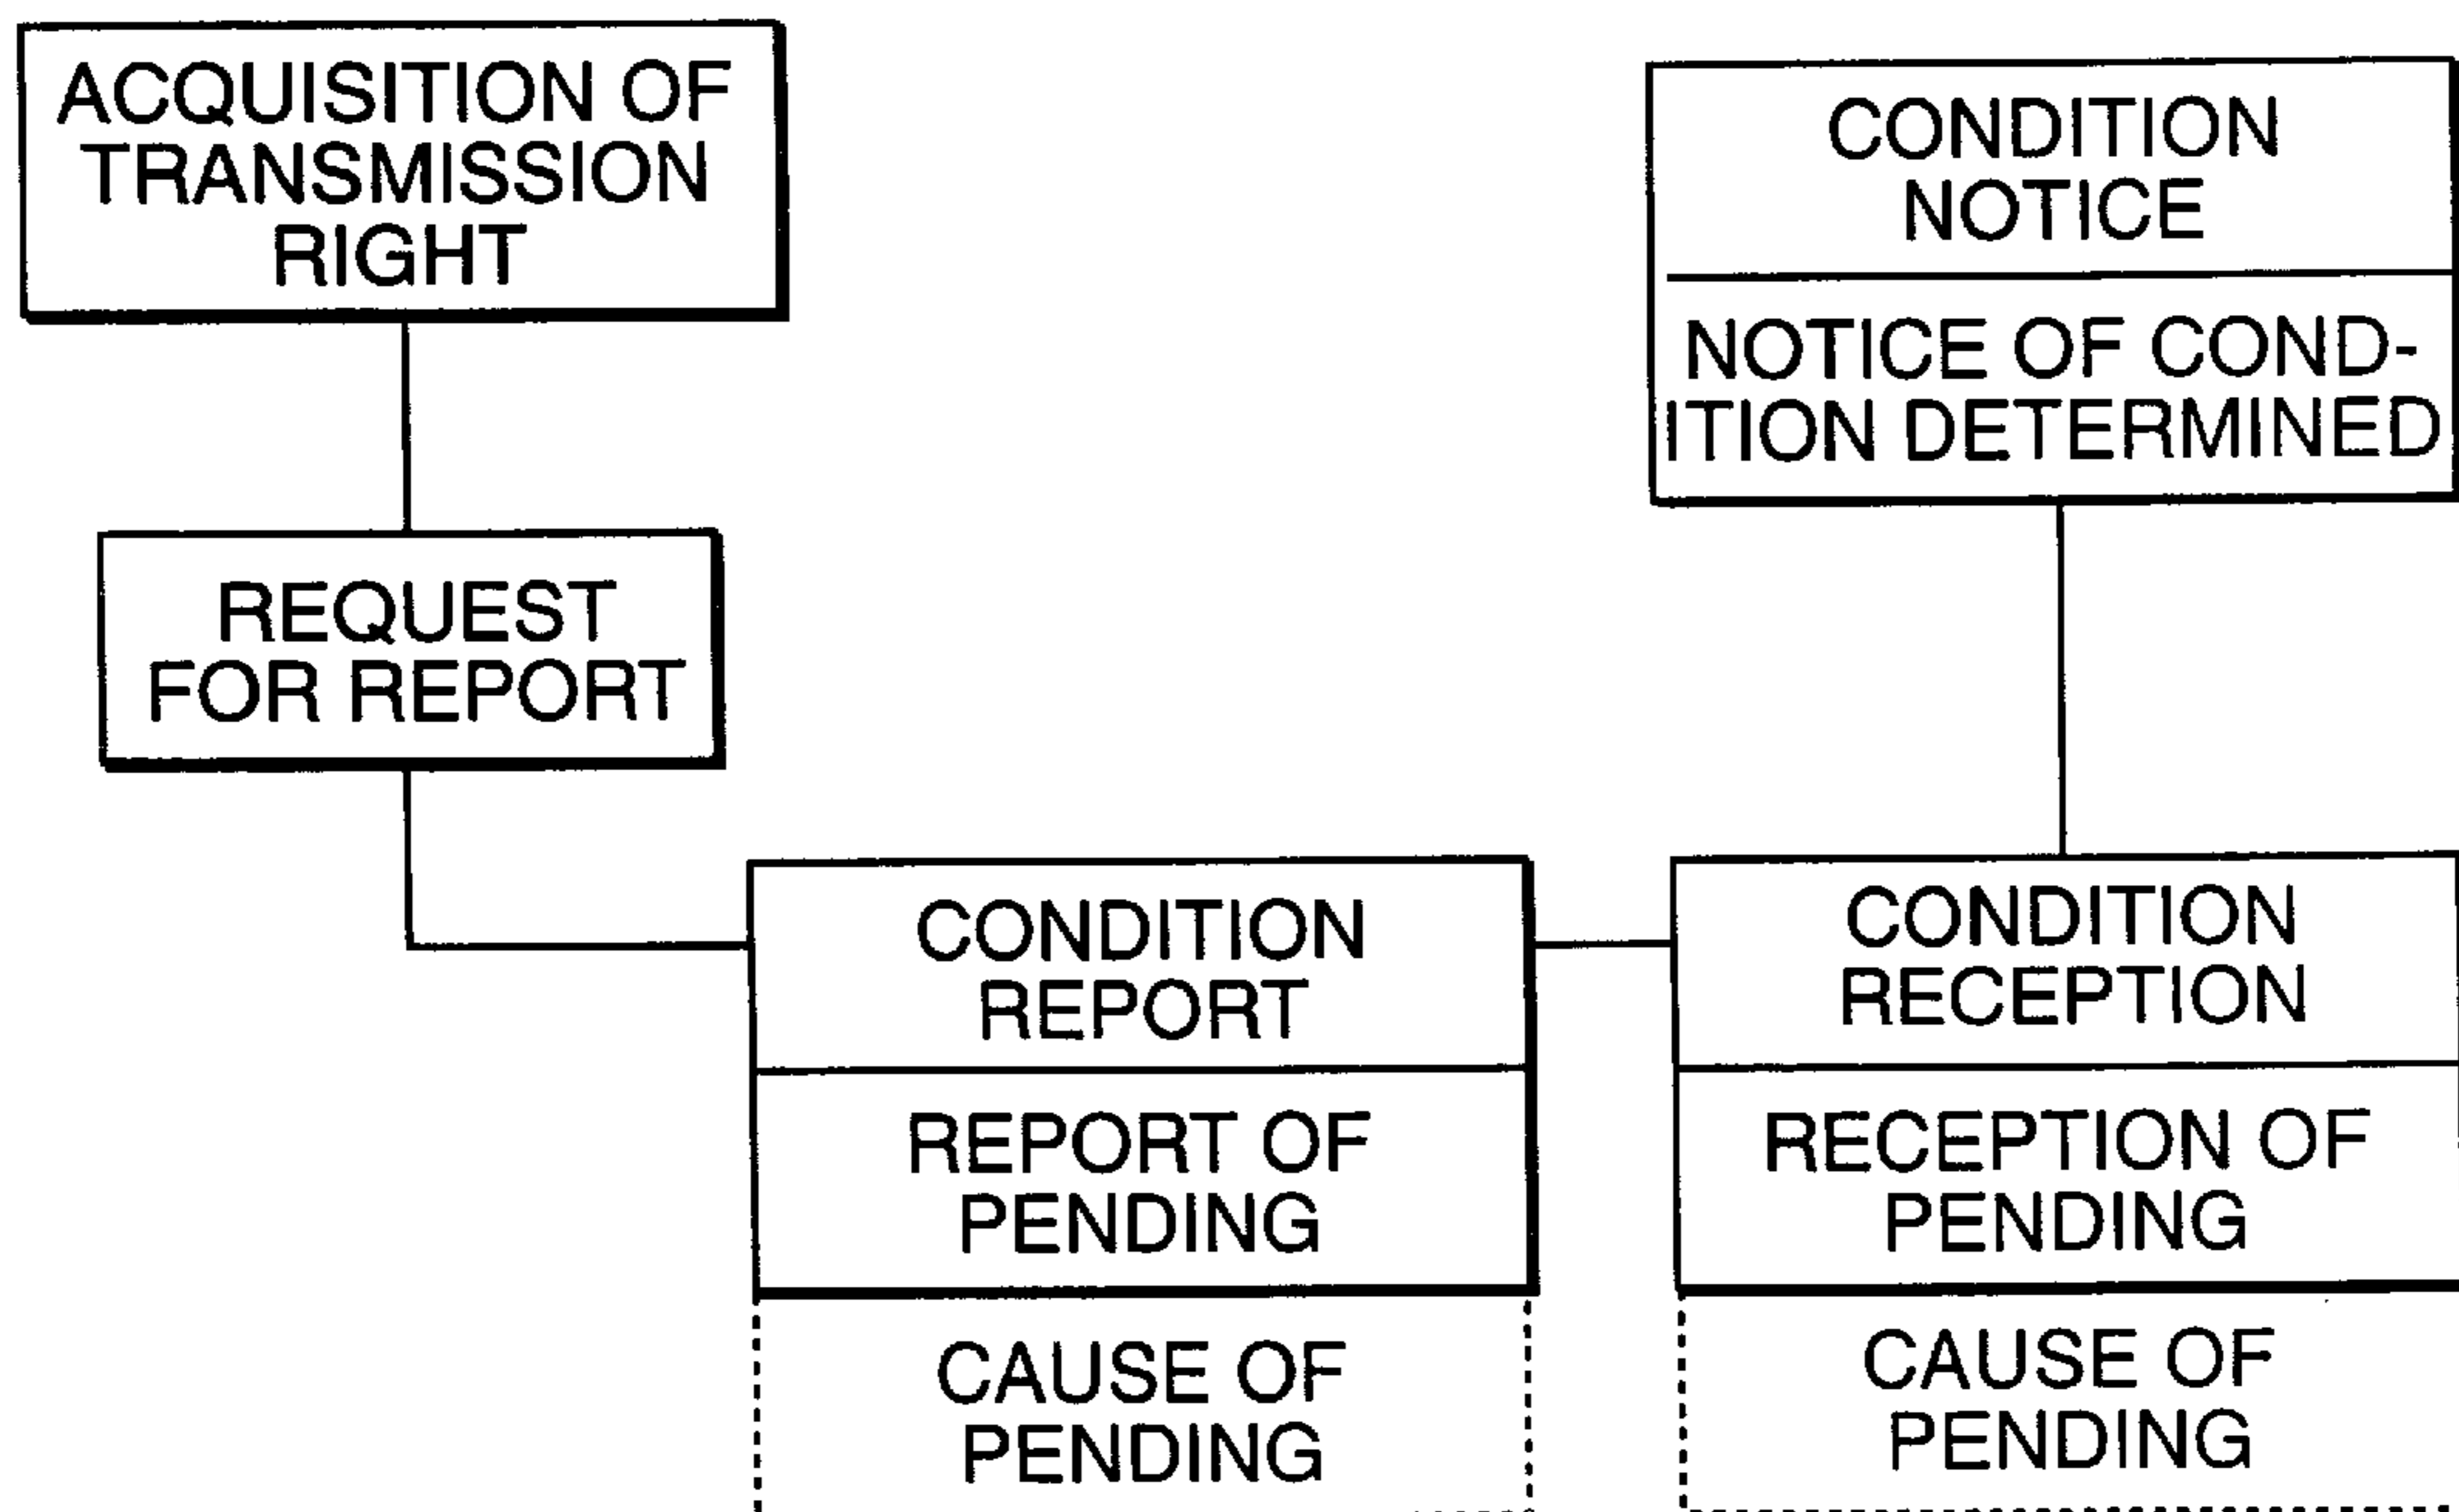 ACQUISITION OF
TRANSMISSION
RIGHT
CONDITION
NOTICE
NOTICE OF COND-
ITION DETERMINED
REQUEST
FOR REPORT
CONDITION
REPORT
REPORT OF
PENDING
CAUSE OF
PENDING
CONDITION
RECEPTION
RECEPTION OF
PENDING
CAUSE OF
PENDING